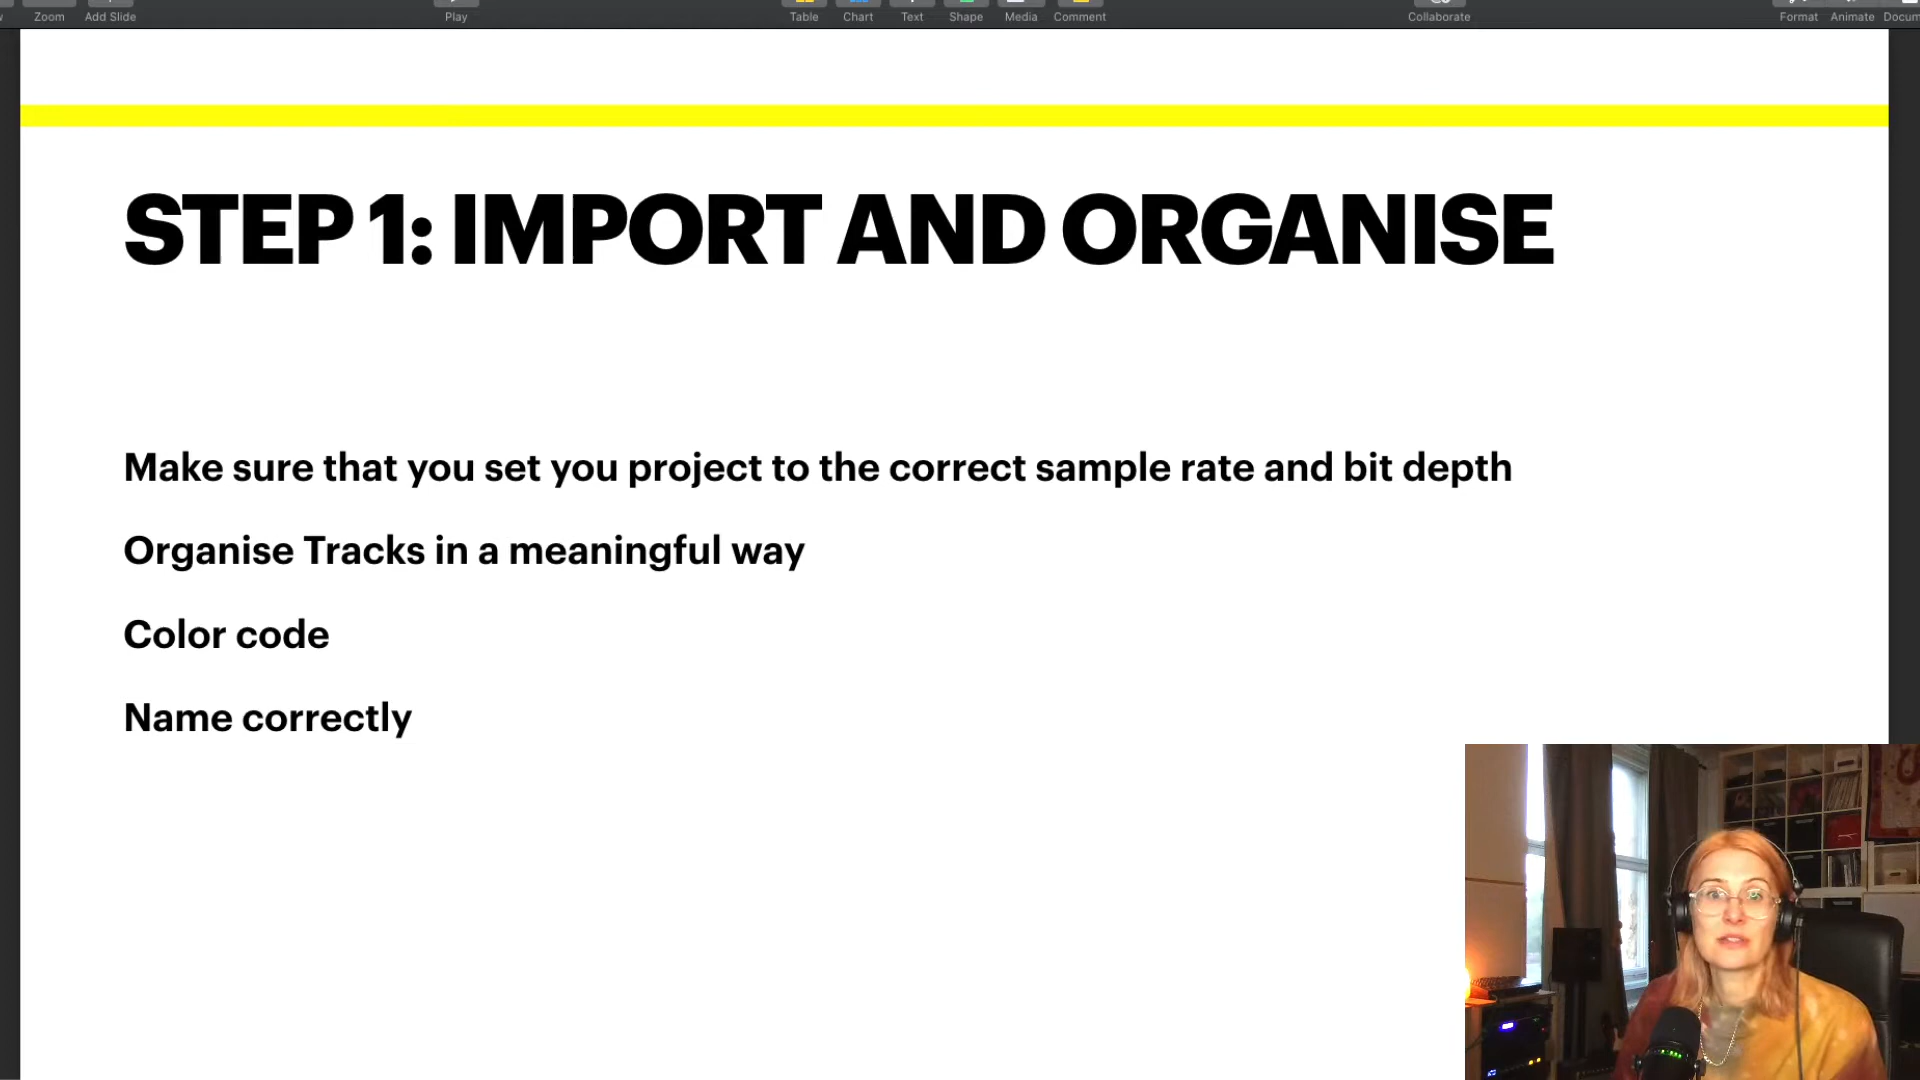 Zoom Add Slide Play Table Chart Text Shape Media Comment Collaborate Format Animate
STEP 1: IMPORT AND ORGANISE
Make sure that you set you project to the correct sample rate and bit depth
Organise Tracks in a meaningful way
Color code
Name correctly